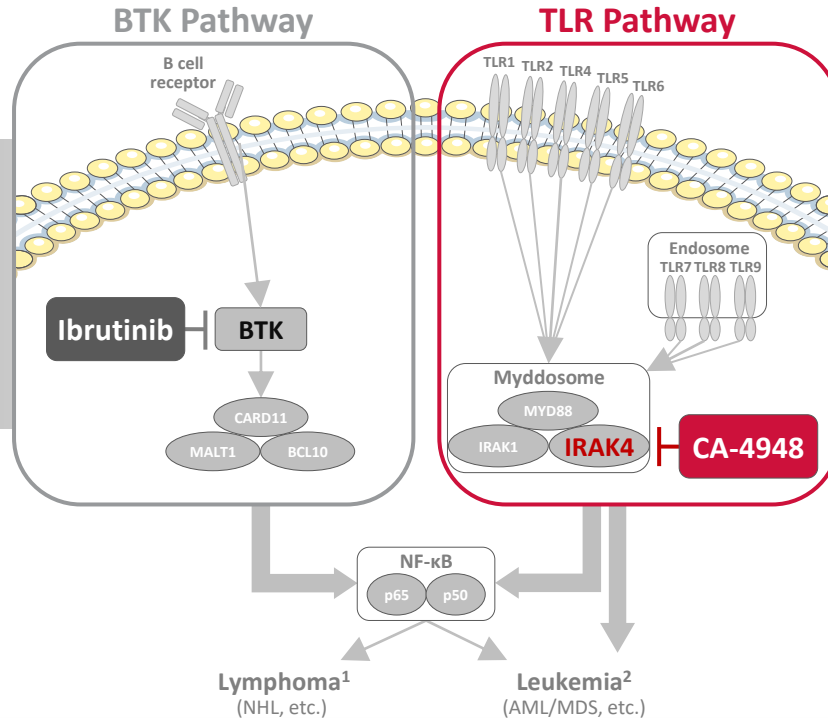 BTK Pathway
TLR Pathway
B cell
receptor
TLR1
TLR2
TLR4
TLR5
TLR6
Endosome
TLR7 TLR8 TLR9
Ibrutinib
BTK
CARD11
MALT1
BCL10
Myddosome
MYD88
IRAK1
IRAK4
CA-4948
NF-κB
p65
p50
Lymphoma¹
(NHL, etc.)
Leukemia²
(AML/MDS, etc.)